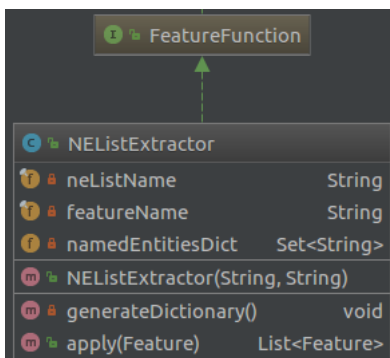 I FeatureFunction
C NEListExtractor
f neListName String
f featureName String
f namedEntitiesDict Set<String>
m NEListExtractor(String, String)
m generateDictionary() void
m apply(Feature) List<Feature>